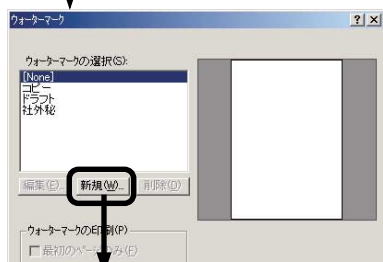 ウォーターマーク
ウォーターマークの選択(S):
[None]
コピー
ドラフト
社外秘
編集(E)... 新規(W)... 削除(D)
ウォーターマークの印刷(P)
最初のページのみ(F)